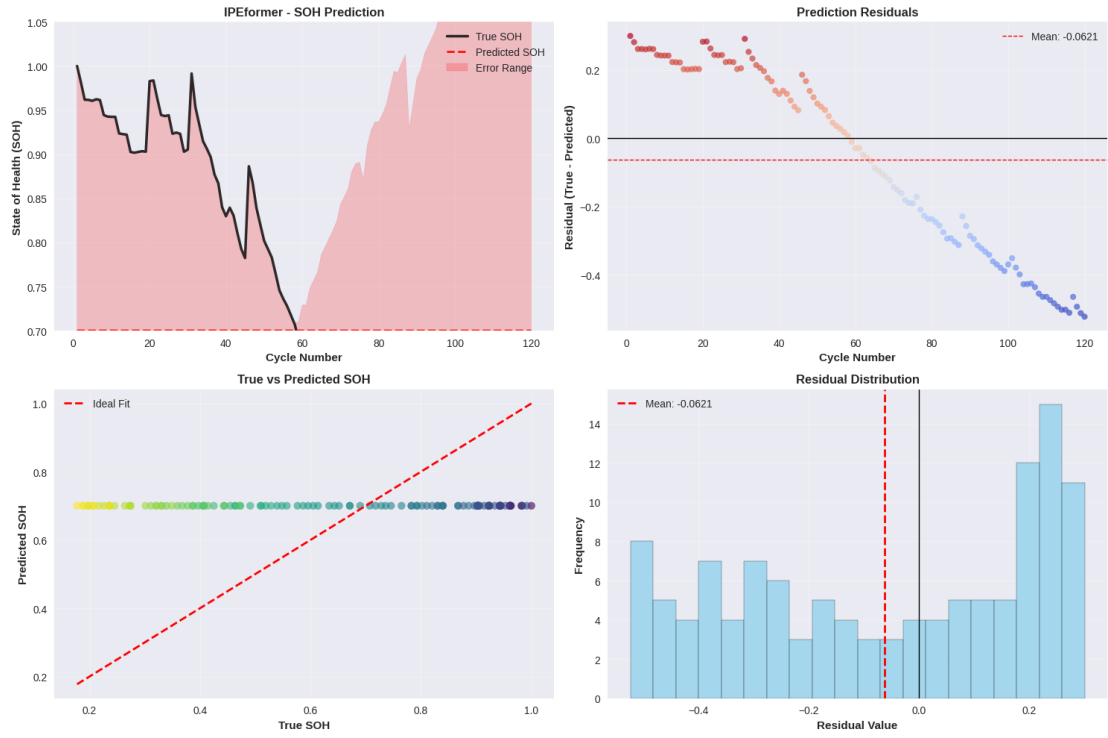 IPEformer - SOH Prediction
True SOH
Predicted SOH
Error Range
1.05
1.00
0.95
0.90
0.85
0.80
0.75
0.70
State of Health (SOH)
0 20 40 60 80 100 120
Cycle Number
Prediction Residuals
Mean: -0.0621
0.2
0.0
−0.2
−0.4
Residual (True - Predicted)
0 20 40 60 80 100 120
Cycle Number
True vs Predicted SOH
Ideal Fit
1.0
0.8
0.6
0.4
0.2
Predicted SOH
0.2 0.4 0.6 0.8 1.0
True SOH
Residual Distribution
Mean: -0.0621
14
12
10
8
6
4
2
0
Frequency
−0.4 −0.2 0.0 0.2
Residual Value